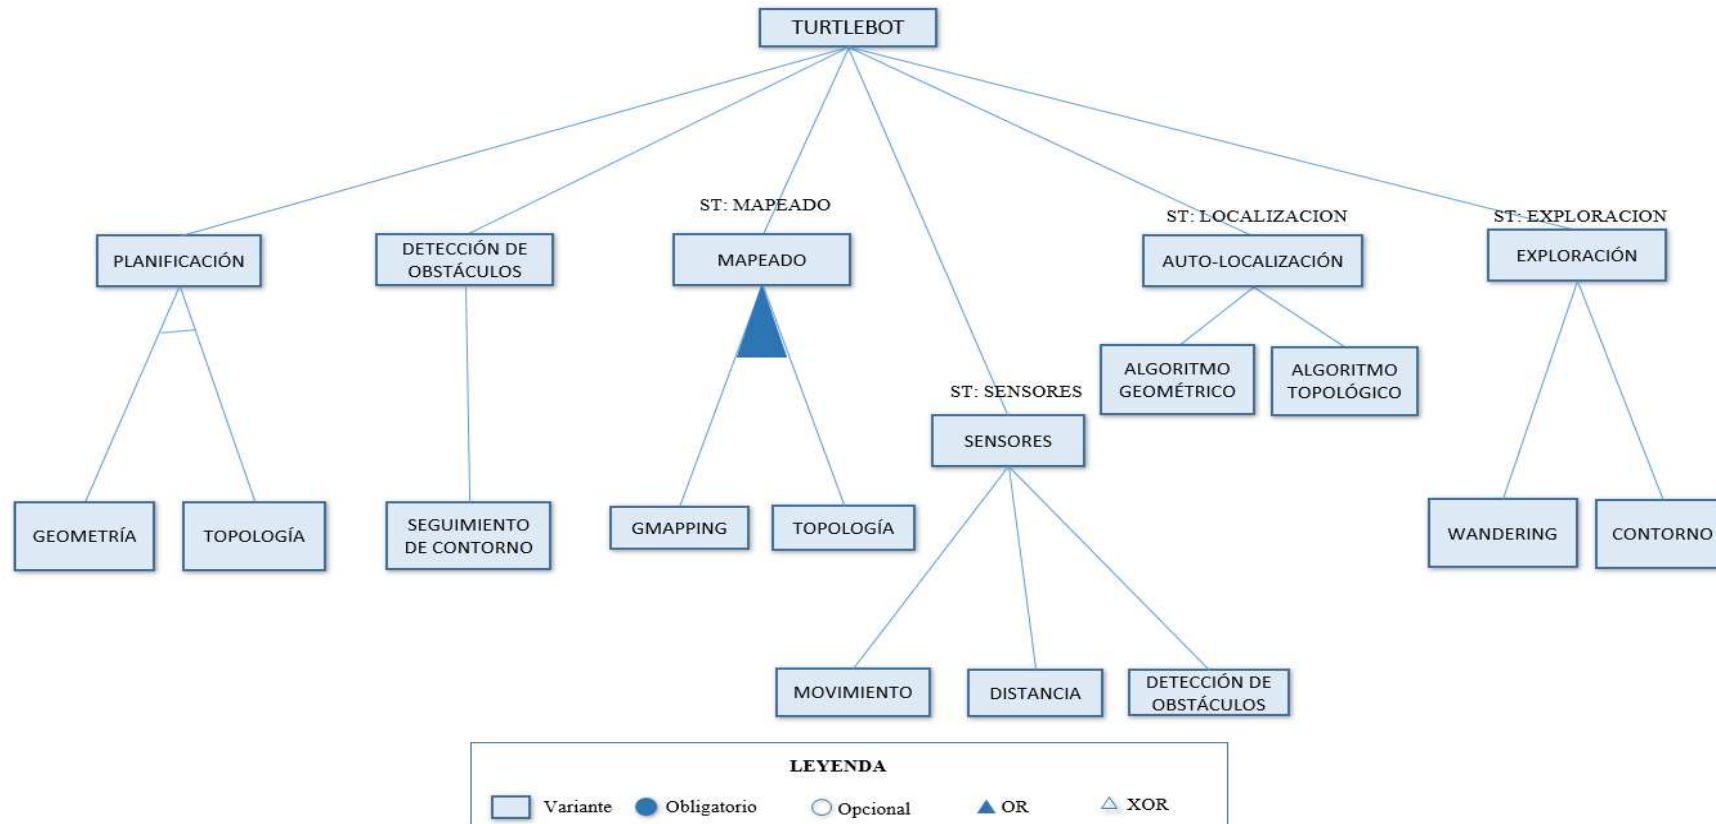 TURTLEBOT
ST: MAPEADO
ST: LOCALIZACION
ST: EXPLORACION
PLANIFICACIÓN
DETECCIÓN DE
OBSTÁCULOS
MAPEADO
AUTO-LOCALIZACIÓN
EXPLORACIÓN
ALGORITMO
GEOMÉTRICO
ALGORITMO
TOPOLÓGICO
ST: SENSORES
SENSORES
GEOMETRÍA
TOPOLOGÍA
SEGUIMIENTO
DE CONTORNO
GMAPPING
TOPOLOGÍA
WANDERING
CONTORNO
MOVIMIENTO
DISTANCIA
DETECCIÓN DE
OBSTÁCULOS
LEYENDA
Variante
Obligatorio
Opcional
OR
XOR